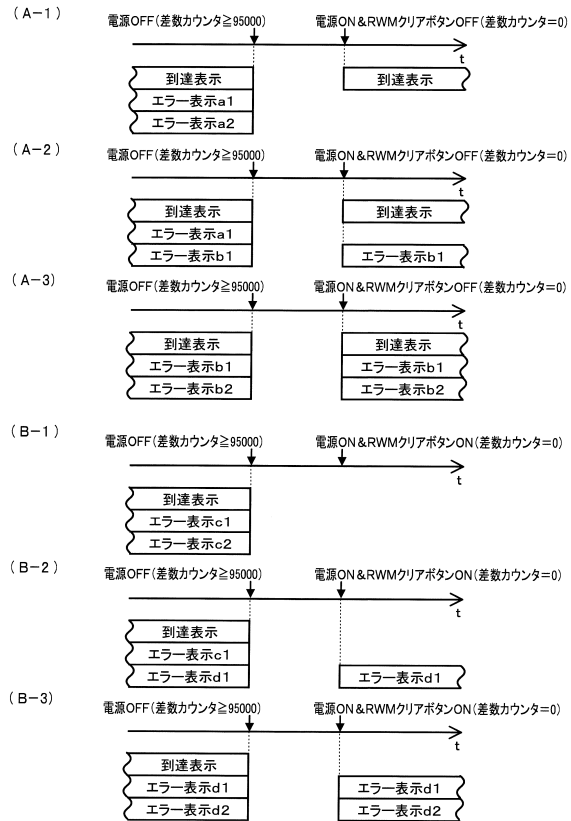 (A-1)
電源OFF(差数カウンタ≧95000) 電源ON&RWMクリアボタンOFF(差数カウンタ=0)
t
到達表示 到達表示
エラー表示a1
エラー表示a2
(A-2)
電源OFF(差数カウンタ≧95000) 電源ON&RWMクリアボタンOFF(差数カウンタ=0)
t
到達表示 到達表示
エラー表示a1
エラー表示b1 エラー表示b1
(A-3)
電源OFF(差数カウンタ≧95000) 電源ON&RWMクリアボタンOFF(差数カウンタ=0)
t
到達表示 到達表示
エラー表示b1 エラー表示b1
エラー表示b2 エラー表示b2
(B-1)
電源OFF(差数カウンタ≧95000) 電源ON&RWMクリアボタンON(差数カウンタ=0)
t
到達表示
エラー表示c1
エラー表示c2
(B-2)
電源OFF(差数カウンタ≧95000) 電源ON&RWMクリアボタンON(差数カウンタ=0)
t
到達表示
エラー表示c1
エラー表示d1 エラー表示d1
(B-3)
電源OFF(差数カウンタ≧95000) 電源ON&RWMクリアボタンON(差数カウンタ=0)
t
到達表示
エラー表示d1 エラー表示d1
エラー表示d2 エラー表示d2